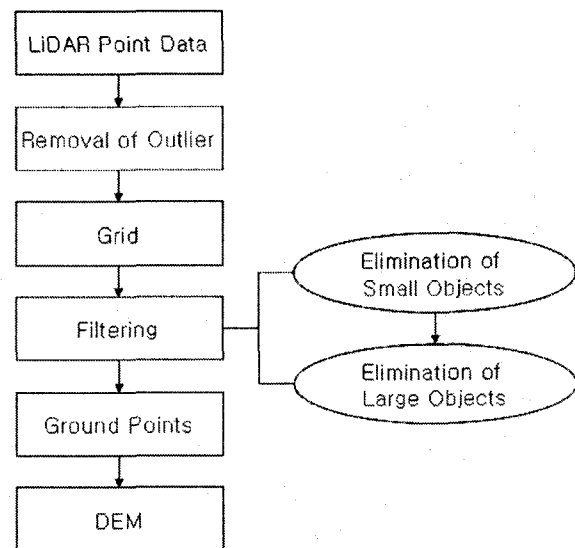 LiDAR Point Data
Removal of Outlier
Grid
Filtering
Elimination of
Small Objects
Elimination of
Large Objects
Ground Points
DEM